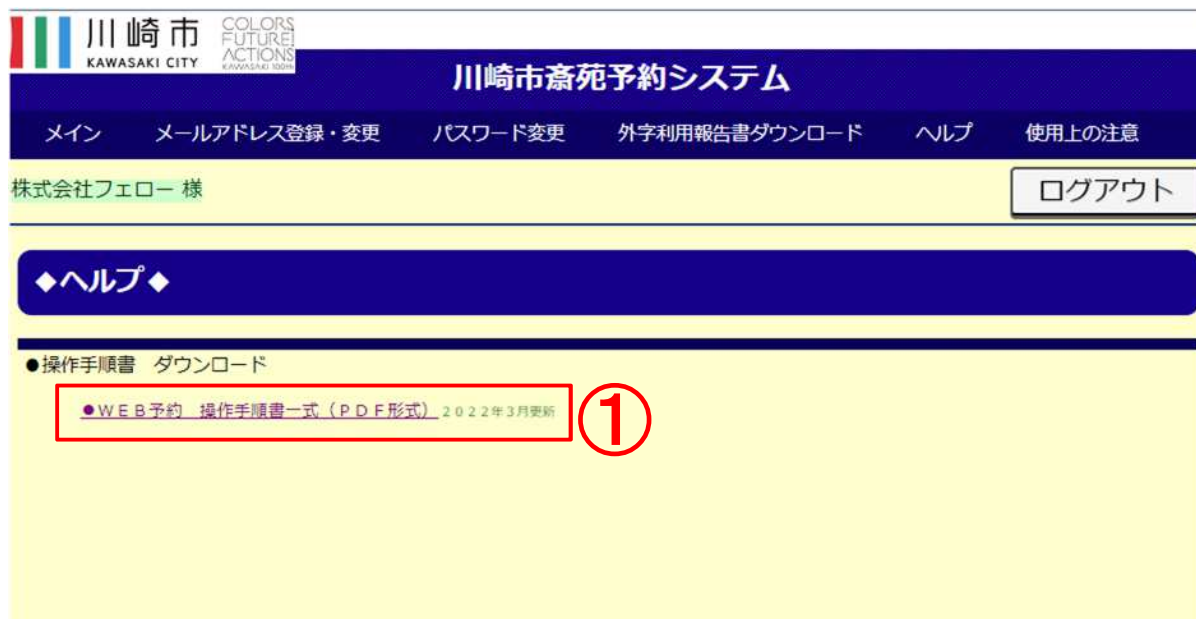 川崎市
KAWASAKI CITY
COLORS
FUTURE!
ACTIONS
KAWASAKI 100th
川崎市斎苑予約システム
メイン メールアドレス登録・変更 パスワード変更 外字利用報告書ダウンロード ヘルプ 使用上の注意
株式会社フェロー 様
ログアウト
◆ヘルプ◆
●操作手順書 ダウンロード
●WEB予約 操作手順書一式（PDF形式） 2022年3月更新
①